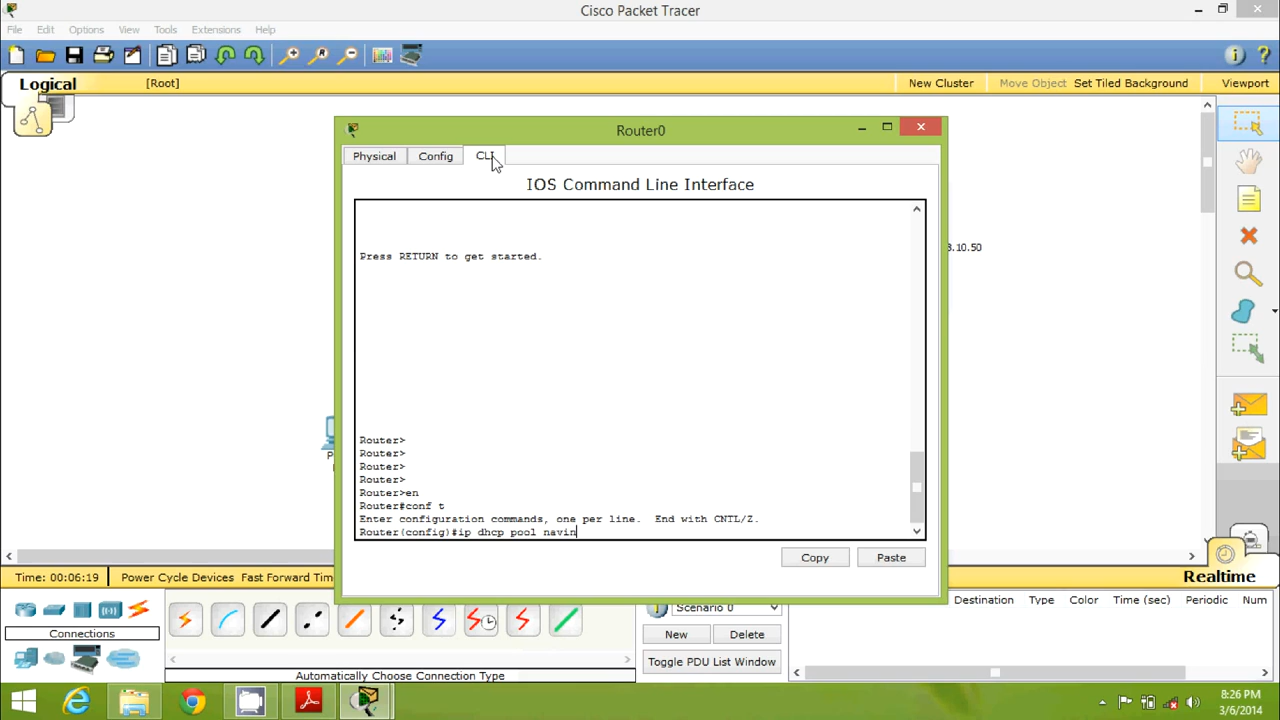 Cisco Packet Tracer
File Edit Options View Tools Extensions Help
Logical
[Root]
New Cluster
Move Object
Set Tiled Background
Viewport
Router0
Physical
Config
CLI
IOS Command Line Interface
3.10.50
Press RETURN to get started.
Router>
Router>
Router>
Router>
Router>en
Router#conf t
Enter configuration commands, one per line.  End with CNTL/Z.
Router(config)#ip dhcp pool navin
Copy
Paste
Time: 00:06:19
Power Cycle Devices
Fast Forward Tim
Realtime
Connections
Automatically Choose Connection Type
Scenario 0
New
Delete
Toggle PDU List Window
Destination Type Color Time (sec) Periodic Num
8:26 PM
3/6/2014